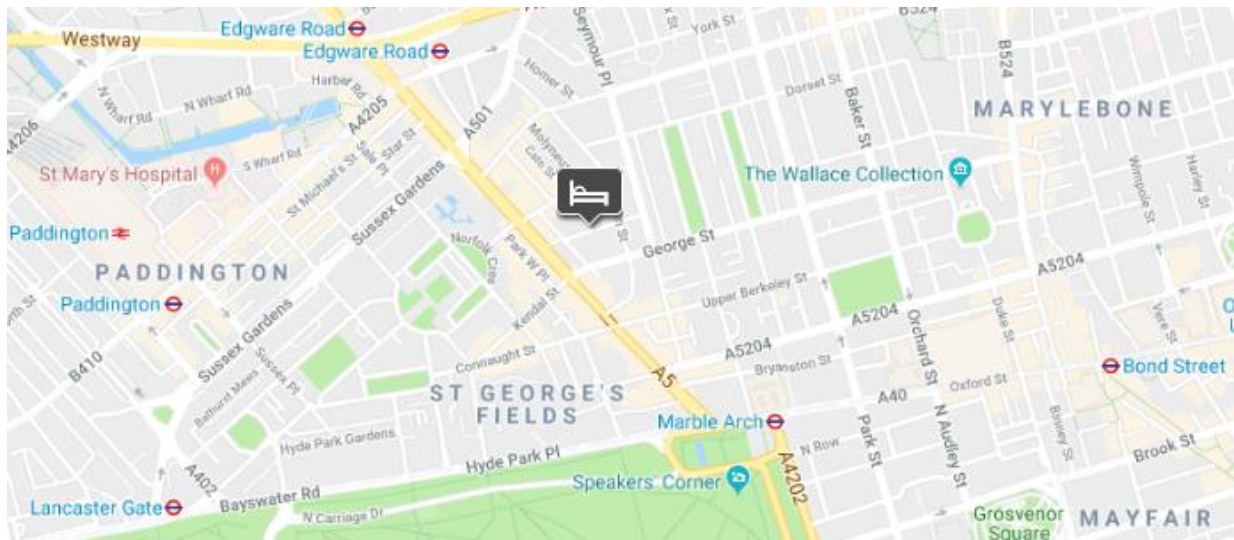 Edgware Road
Westway
Edgware Road
Seymour Pl
York St
B524
B524
Harbet Rd
Homer St
Dorset St
N Wharf Rd
N Wharf Rd
A4205
A501
Baker St
MARYLEBONE
A4206
Star St
Sale Pl
Molyneux
Cato St
S Wharf Rd
St Michael's St
St Mary's Hospital
H
The Wallace Collection
Wimpole St
Harley St
Sussex Gardens
Paddington
PADDINGTON
Norfolk Cres
Park W Pl
George St
A5204
Paddington
Kendal St
Upper Berkeley St
Duke St
Vere St
A5204
Orchard St
Sussex Gardens
Connaught St
A5204
Bryanston St
B410
Sussex Pl
Bathurst Mews
ST GEORGE'S
FIELDS
A5
Oxford St
Bond Street
A40
Marble Arch
Hyde Park Gardens
Hyde Park Pl
N Row
Park St
N Audley St
Binney St
Brook St
A402
Bayswater Rd
Speakers' Corner
A4202
Lancaster Gate
N Carriage Dr
Grosvenor
Square
MAYFAIR